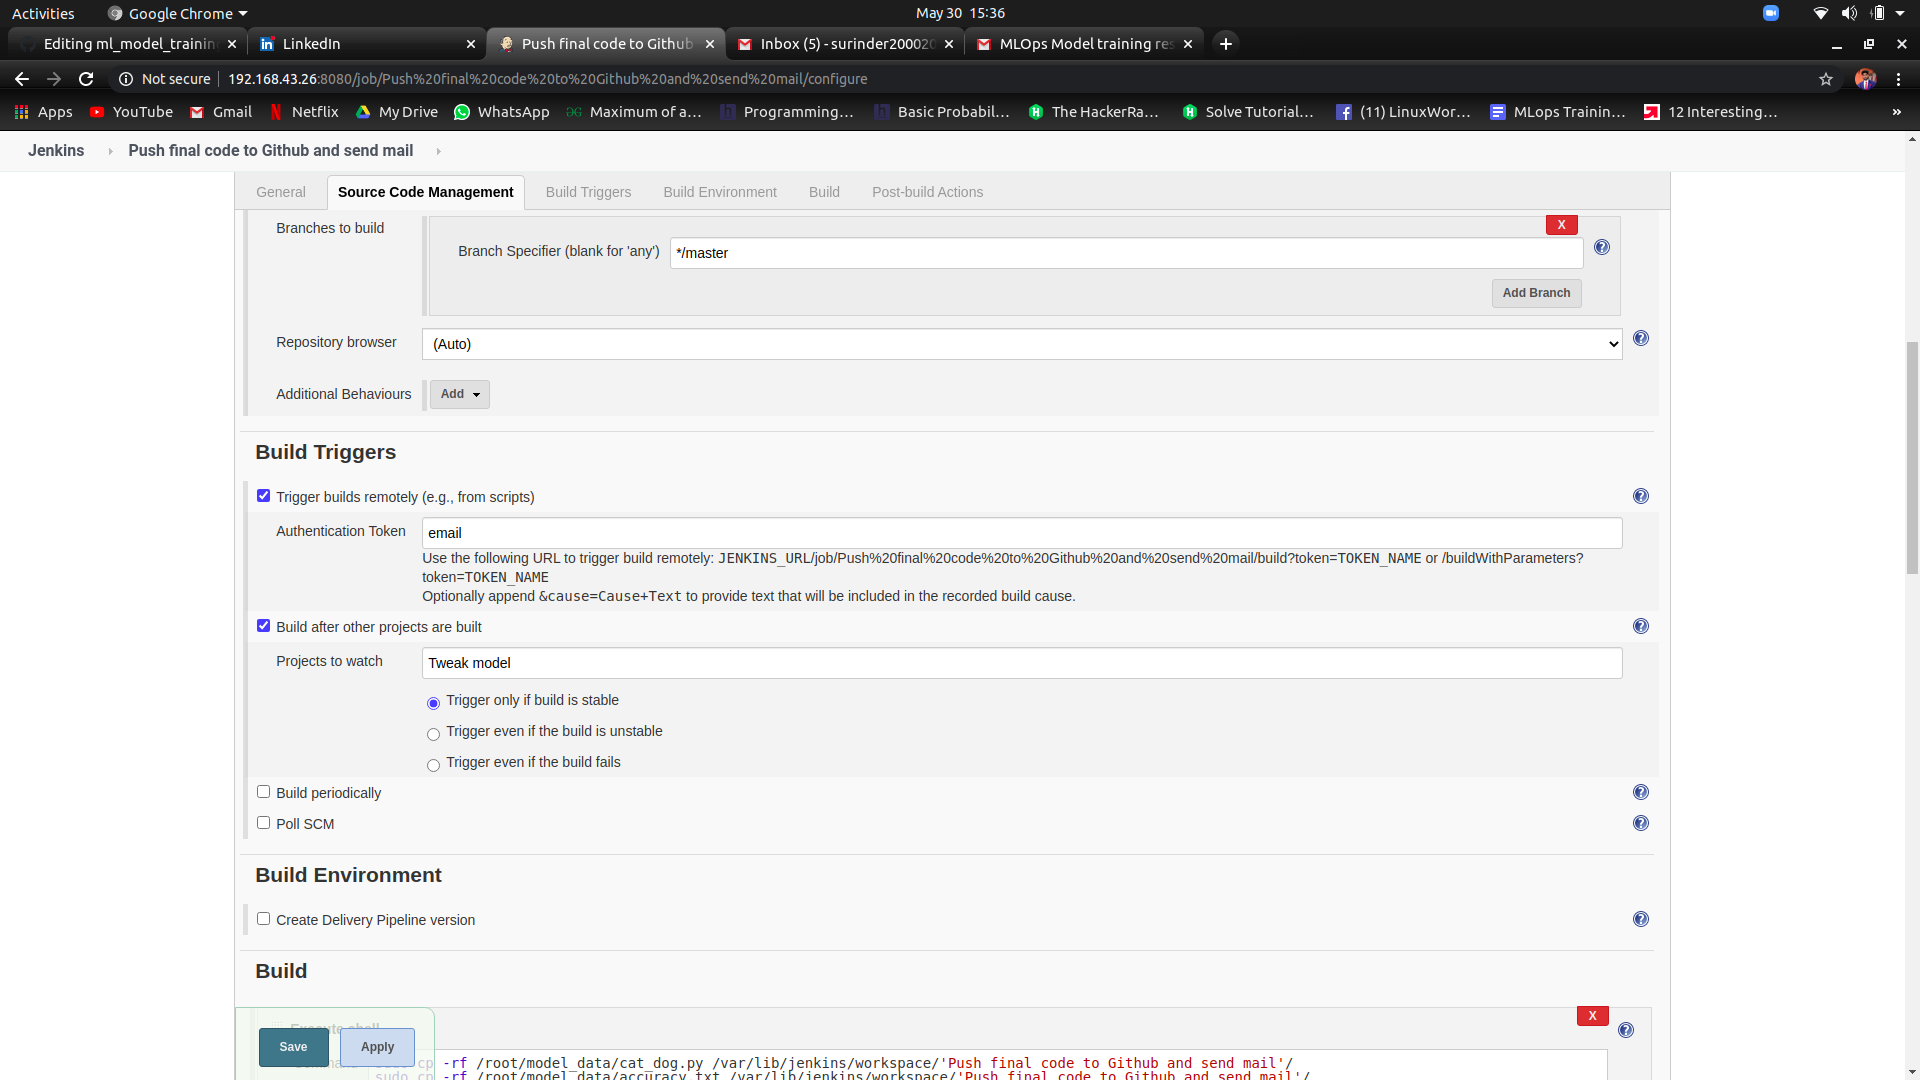 Activities Google Chrome May 30 15:36
Editing ml_model_training LinkedIn Push final code to Github Inbox (5) - surinder200020 MLOps Model training res
Not secure 192.168.43.26:8080/job/Push%20final%20code%20to%20Github%20and%20send%20mail/configure
Apps YouTube Gmail Netflix My Drive WhatsApp Maximum of a... Programming... Basic Probabil... The HackerRa... Solve Tutorial... (11) LinuxWor... MLops Trainin... 12 Interesting... »
Jenkins Push final code to Github and send mail
General Source Code Management Build Triggers Build Environment Build Post-build Actions
Branches to build
X
Branch Specifier (blank for 'any') */master
Add Branch
Repository browser (Auto)
Additional Behaviours Add
Build Triggers
Trigger builds remotely (e.g., from scripts)
Authentication Token email
Use the following URL to trigger build remotely: JENKINS_URL/job/Push%20final%20code%20to%20Github%20and%20send%20mail/build?token=TOKEN_NAME or /buildWithParameters?
token=TOKEN_NAME
Optionally append &cause=Cause+Text to provide text that will be included in the recorded build cause.
Build after other projects are built
Projects to watch Tweak model
Trigger only if build is stable
Trigger even if the build is unstable
Trigger even if the build fails
Build periodically
Poll SCM
Build Environment
Create Delivery Pipeline version
Build
X
Execute shell
Save Apply
cp -rf /root/model_data/cat_dog.py /var/lib/jenkins/workspace/'Push final code to Github and send mail'/
sudo cp -rf /root/model_data/accuracy.txt /var/lib/jenkins/workspace/'Push final code to Github and send mail'/